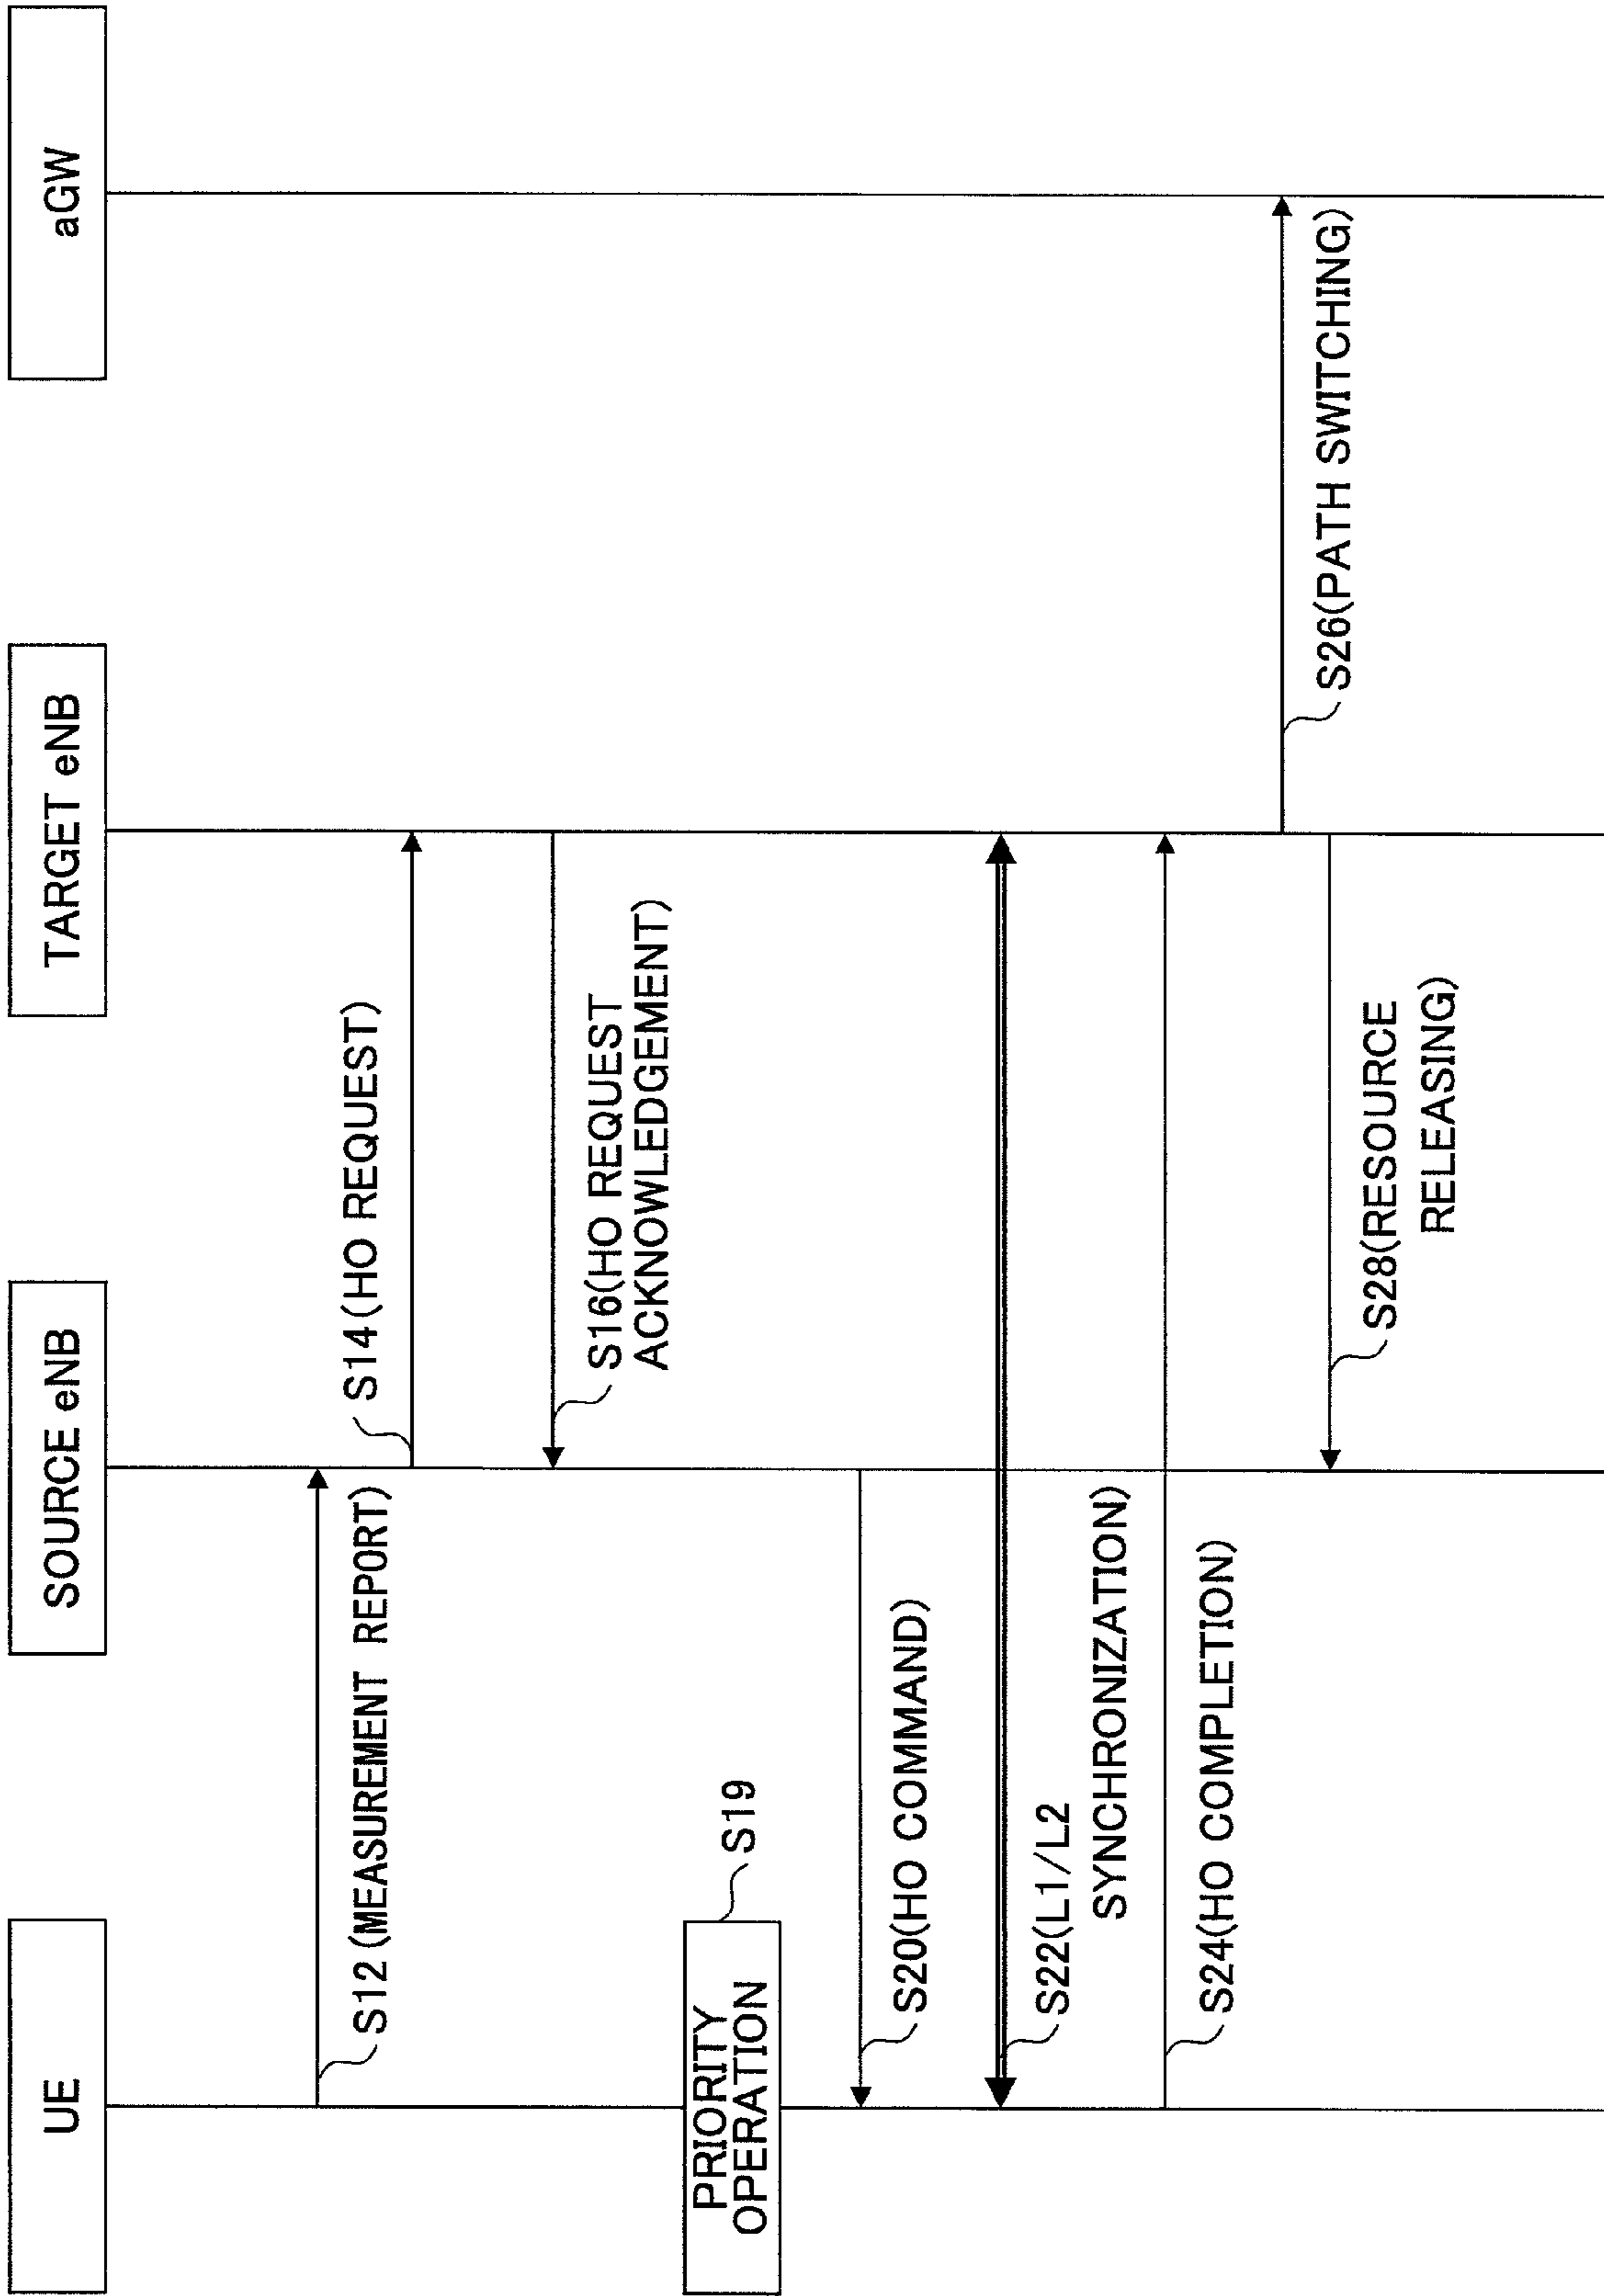 UE
SOURCE eNB
TARGET eNB
aGW
S12(MEASUREMENT REPORT)
S14(HO REQUEST)
S16(HO REQUEST
ACKNOWLEDGEMENT)
PRIORITY
OPERATION
S19
S20(HO COMMAND)
S22(L1/L2
SYNCHRONIZATION)
S24(HO COMPLETION)
S26(PATH SWITCHING)
S28(RESOURCE
RELEASING)